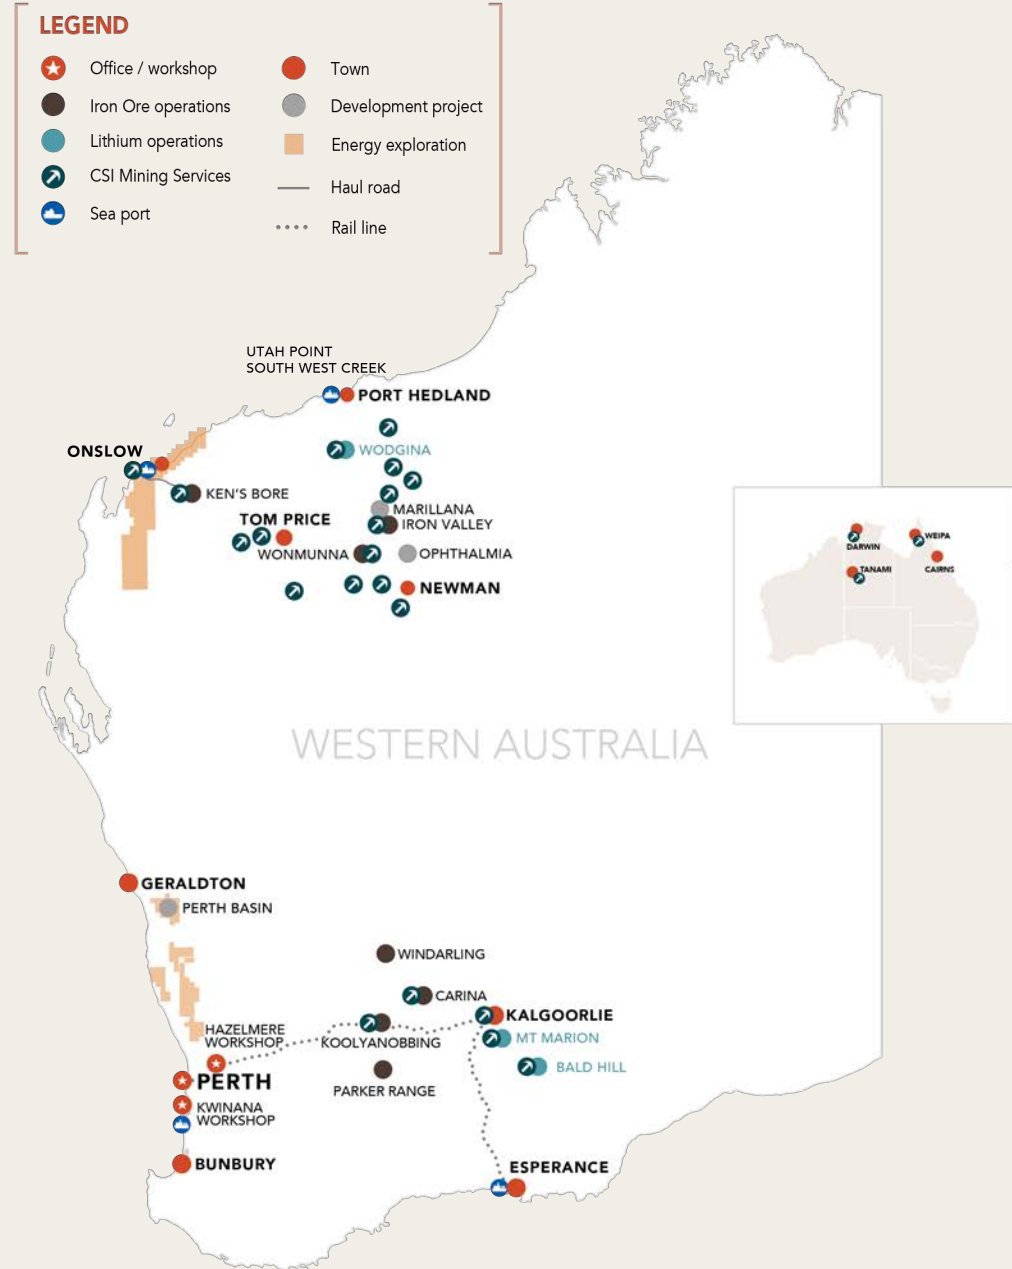 LEGEND
Office / workshop
Iron Ore operations
Lithium operations
CSI Mining Services
Sea port
Town
Development project
Energy exploration
Haul road
Rail line
UTAH POINT
SOUTH WEST CREEK
PORT HEDLAND
ONSLOW
WODGINA
KEN'S BORE
MARILLANA
TOM PRICE
IRON VALLEY
WONMUNNA
OPHTHALMIA
NEWMAN
DARWIN
WEIPA
TANAMI
CAIRNS
WESTERN AUSTRALIA
GERALDTON
PERTH BASIN
WINDARLING
CARINA
KALGOORLIE
HAZELMERE
WORKSHOP
KOOLYANOBBING
MT MARION
BALD HILL
PERTH
PARKER RANGE
KWINANA
WORKSHOP
BUNBURY
ESPERANCE